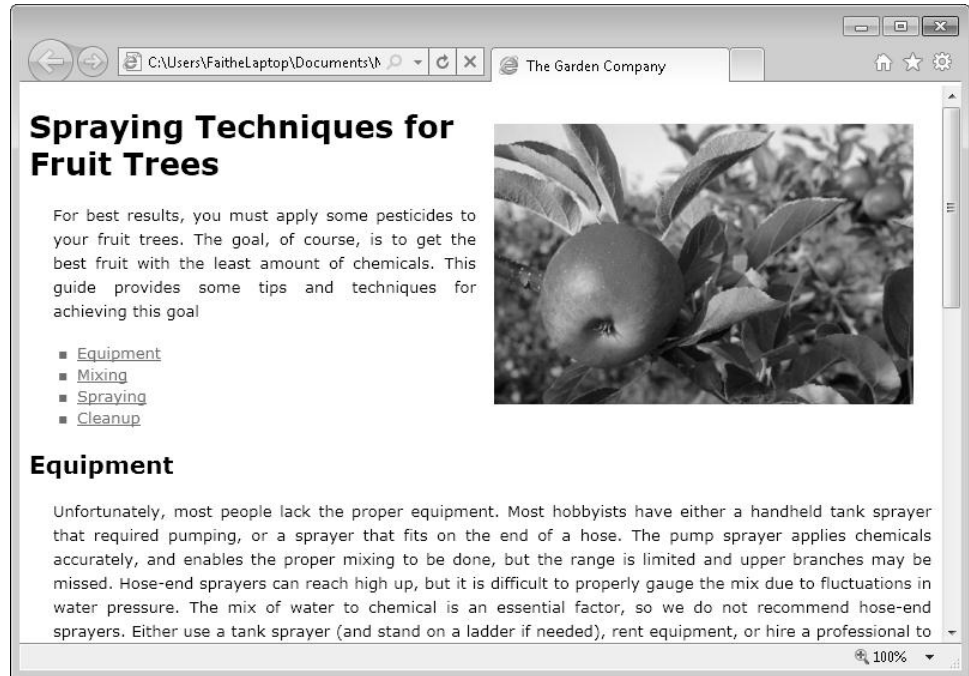 C:\Users\FaitheLaptop\Documents\M
The Garden Company
Spraying Techniques for
Fruit Trees
For best results, you must apply some pesticides to
your fruit trees. The goal, of course, is to get the
best fruit with the least amount of chemicals. This
guide provides some tips and techniques for
achieving this goal
Equipment
Mixing
Spraying
Cleanup
Equipment
Unfortunately, most people lack the proper equipment. Most hobbyists have either a handheld tank sprayer
that required pumping, or a sprayer that fits on the end of a hose. The pump sprayer applies chemicals
accurately, and enables the proper mixing to be done, but the range is limited and upper branches may be
missed. Hose-end sprayers can reach high up, but it is difficult to properly gauge the mix due to fluctuations in
water pressure. The mix of water to chemical is an essential factor, so we do not recommend hose-end
sprayers. Either use a tank sprayer (and stand on a ladder if needed), rent equipment, or hire a professional to
100%